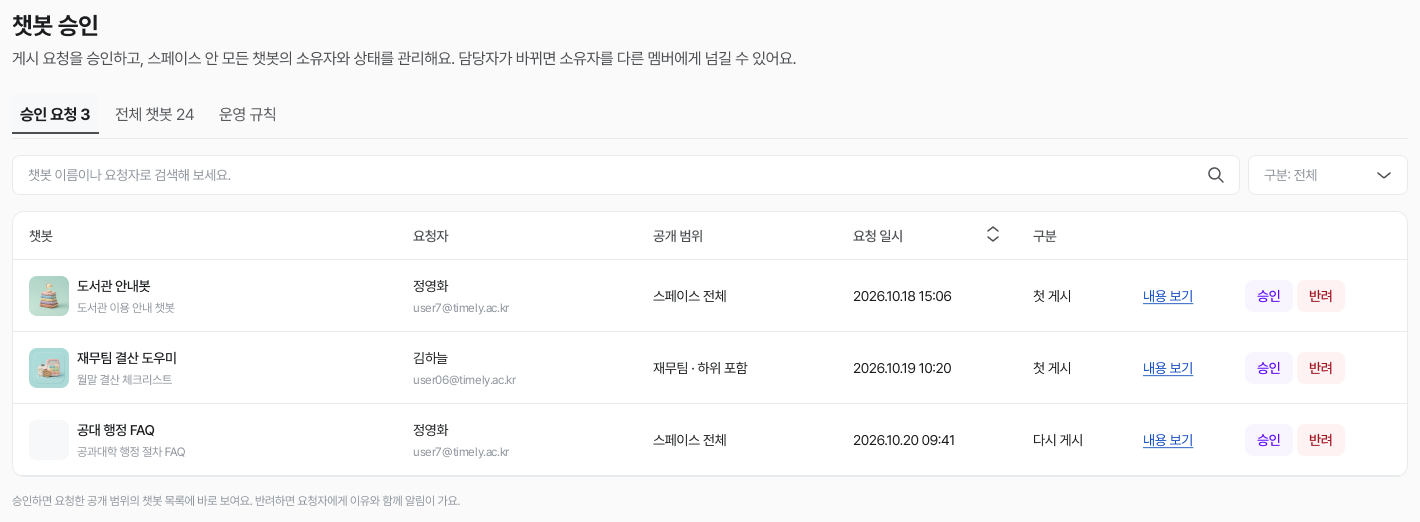 챗봇 승인
게시 요청을 승인하고, 스페이스 안 모든 챗봇의 소유자와 상태를 관리해요. 담당자가 바뀌면 소유자를 다른 멤버에게 넘길 수 있어요.
승인 요청 3 전체 챗봇 24 운영 규칙
챗봇 이름이나 요청자로 검색해 보세요. 구분: 전체
챗봇 요청자 공개 범위 요청 일시 구분
도서관 안내봇 정영화
스페이스 전체 2026.10.18 15:06 첫 게시 내용 보기 승인 반려
도서관 이용 안내 챗봇 user7@timely.ac.kr
재무팀 결산 도우미 김하늘
재무팀 · 하위 포함 2026.10.19 10:20 첫 게시 내용 보기 승인 반려
월말 결산 체크리스트 user06@timely.ac.kr
공대 행정 FAQ 정영화
스페이스 전체 2026.10.20 09:41 다시 게시 내용 보기 승인 반려
공과대학 행정 절차 FAQ user7@timely.ac.kr
승인하면 요청한 공개 범위의 챗봇 목록에 바로 보여요. 반려하면 요청자에게 이유와 함께 알림이 가요.